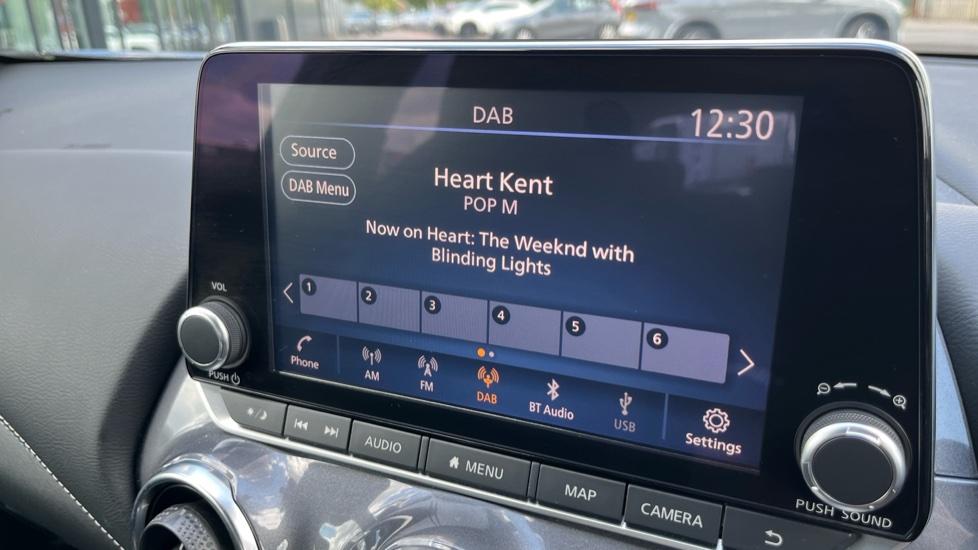 DAB
12:30
Source
DAB Menu
Heart Kent
POP M
Now on Heart: The Weeknd with
Blinding Lights
1 2 3 4 5 6
Phone AM FM DAB BT Audio USB Settings
VOL
PUSH
AUDIO MENU MAP CAMERA
PUSH SOUND